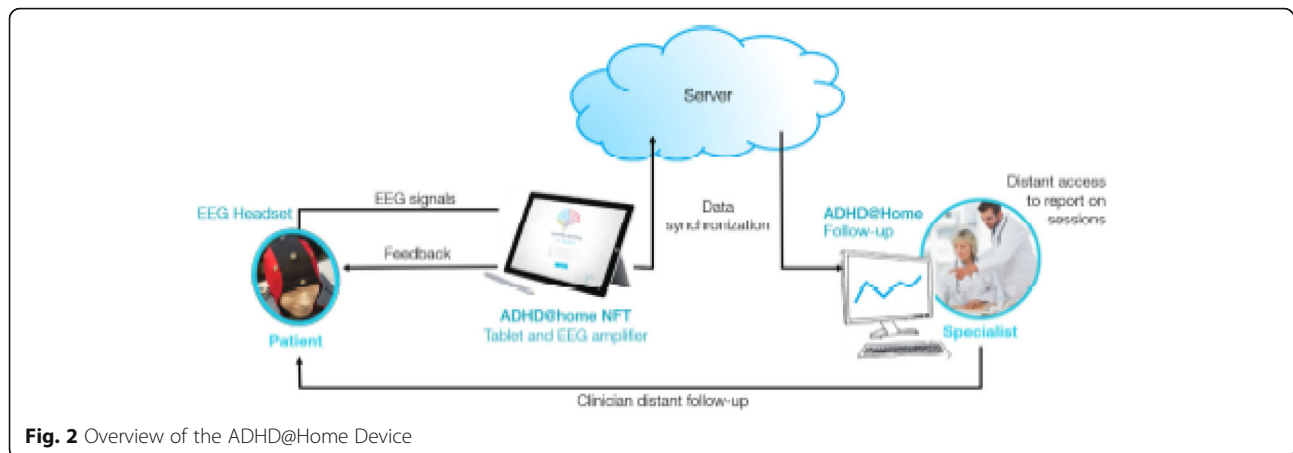 Server
EEG signals
EEG Headset
Feedback
Patient
ADHD@home NFT
Tablet and EEG amplifier
Data
synchronization
ADHD@Home
Follow-up
Distant access
to report on
sessions
Specialist
Clinician distant follow-up
Fig. 2 Overview of the ADHD@Home Device